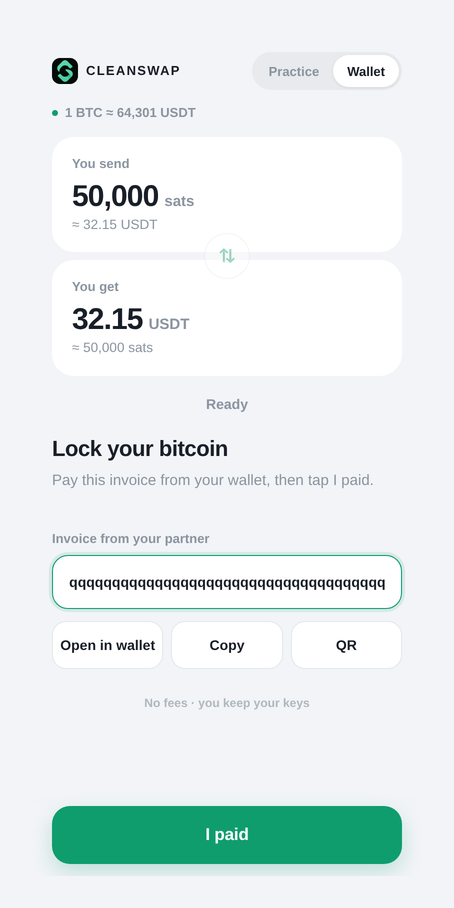 CLEANSWAP
Practice
Wallet
1 BTC ≈ 64,301 USDT
You send
50,000 sats
≈ 32.15 USDT
You get
32.15 USDT
≈ 50,000 sats
Ready
Lock your bitcoin
Pay this invoice from your wallet, then tap I paid.
Invoice from your partner
qqqqqqqqqqqqqqqqqqqqqqqqqqqqqqqqqqqqq
Open in wallet
Copy
QR
No fees · you keep your keys
I paid